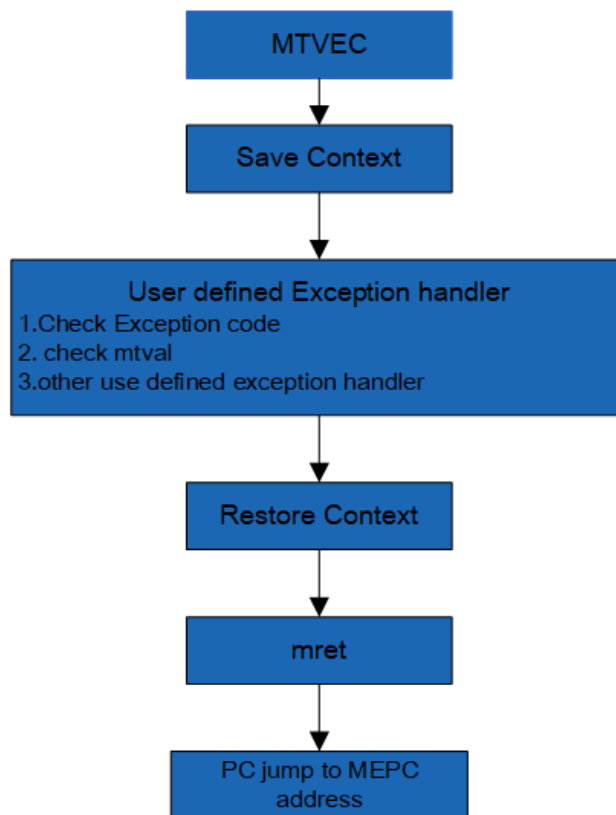 MTVEC
Save Context
User defined Exception handler
1.Check Exception code
2. check mtval
3.other use defined exception handler
Restore Context
mret
PC jump to MEPC
address